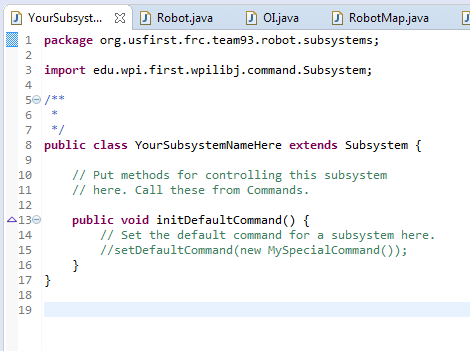 YourSubsyst... Robot.java OI.java RobotMap.java
1 package org.usfirst.frc.team93.robot.subsystems;
2
3 import edu.wpi.first.wpilibj.command.Subsystem;
4
5 /**
6 *
7 */
8 public class YourSubsystemNameHere extends Subsystem {
9
10 // Put methods for controlling this subsystem
11 // here. Call these from Commands.
12
13 public void initDefaultCommand() {
14 // Set the default command for a subsystem here.
15 //setDefaultCommand(new MySpecialCommand());
16 }
17 }
18
19